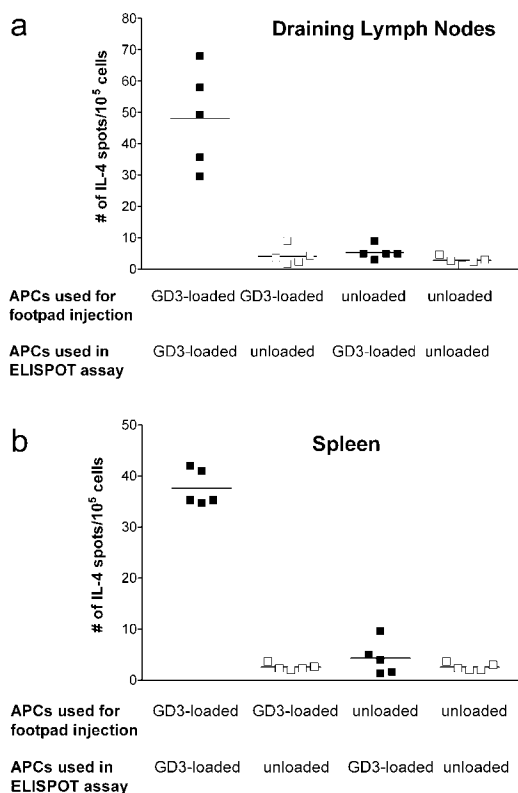 a
Draining Lymph Nodes
# of IL-4 spots/10⁵ cells
80
70
60
50
40
30
20
10
0
APCs used for footpad injection
GD3-loaded GD3-loaded unloaded unloaded
APCs used in ELISPOT assay
GD3-loaded unloaded GD3-loaded unloaded
b
Spleen
# of IL-4 spots/10⁵ cells
50
40
30
20
10
0
APCs used for footpad injection
GD3-loaded GD3-loaded unloaded unloaded
APCs used in ELISPOT assay
GD3-loaded unloaded GD3-loaded unloaded